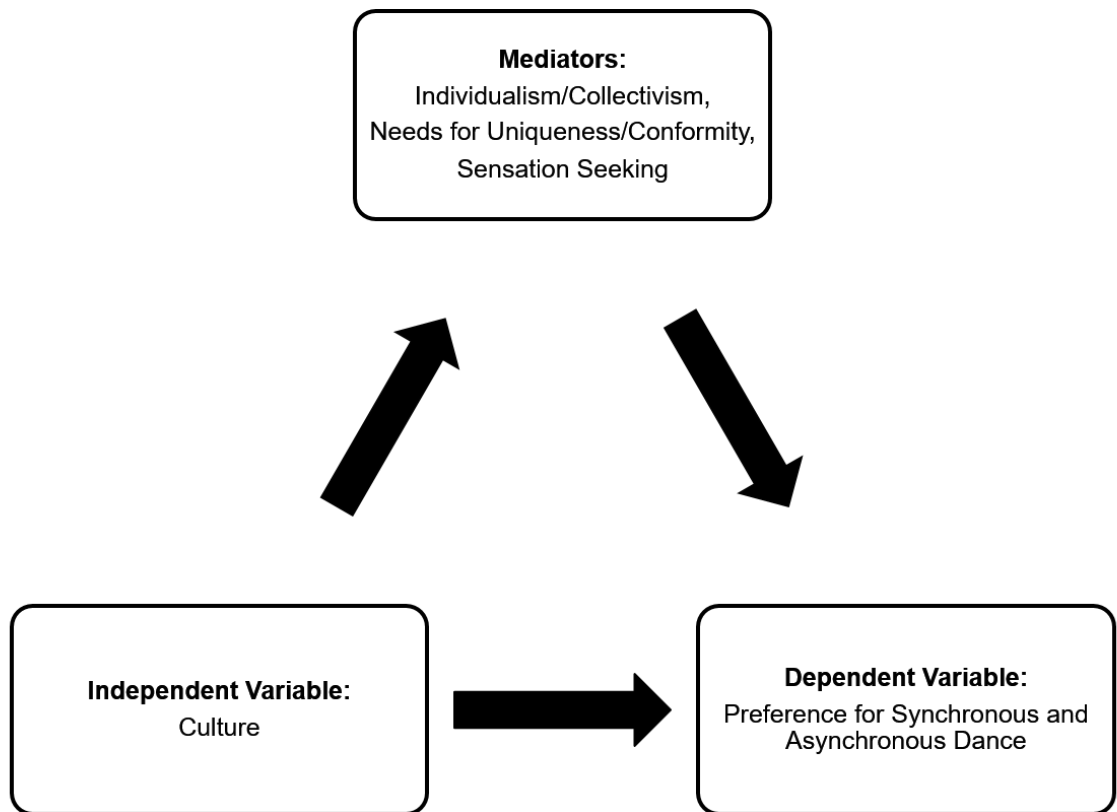 Mediators:
Individualism/Collectivism,
Needs for Uniqueness/Conformity,
Sensation Seeking
Independent Variable:
Culture
Dependent Variable:
Preference for Synchronous and
Asynchronous Dance